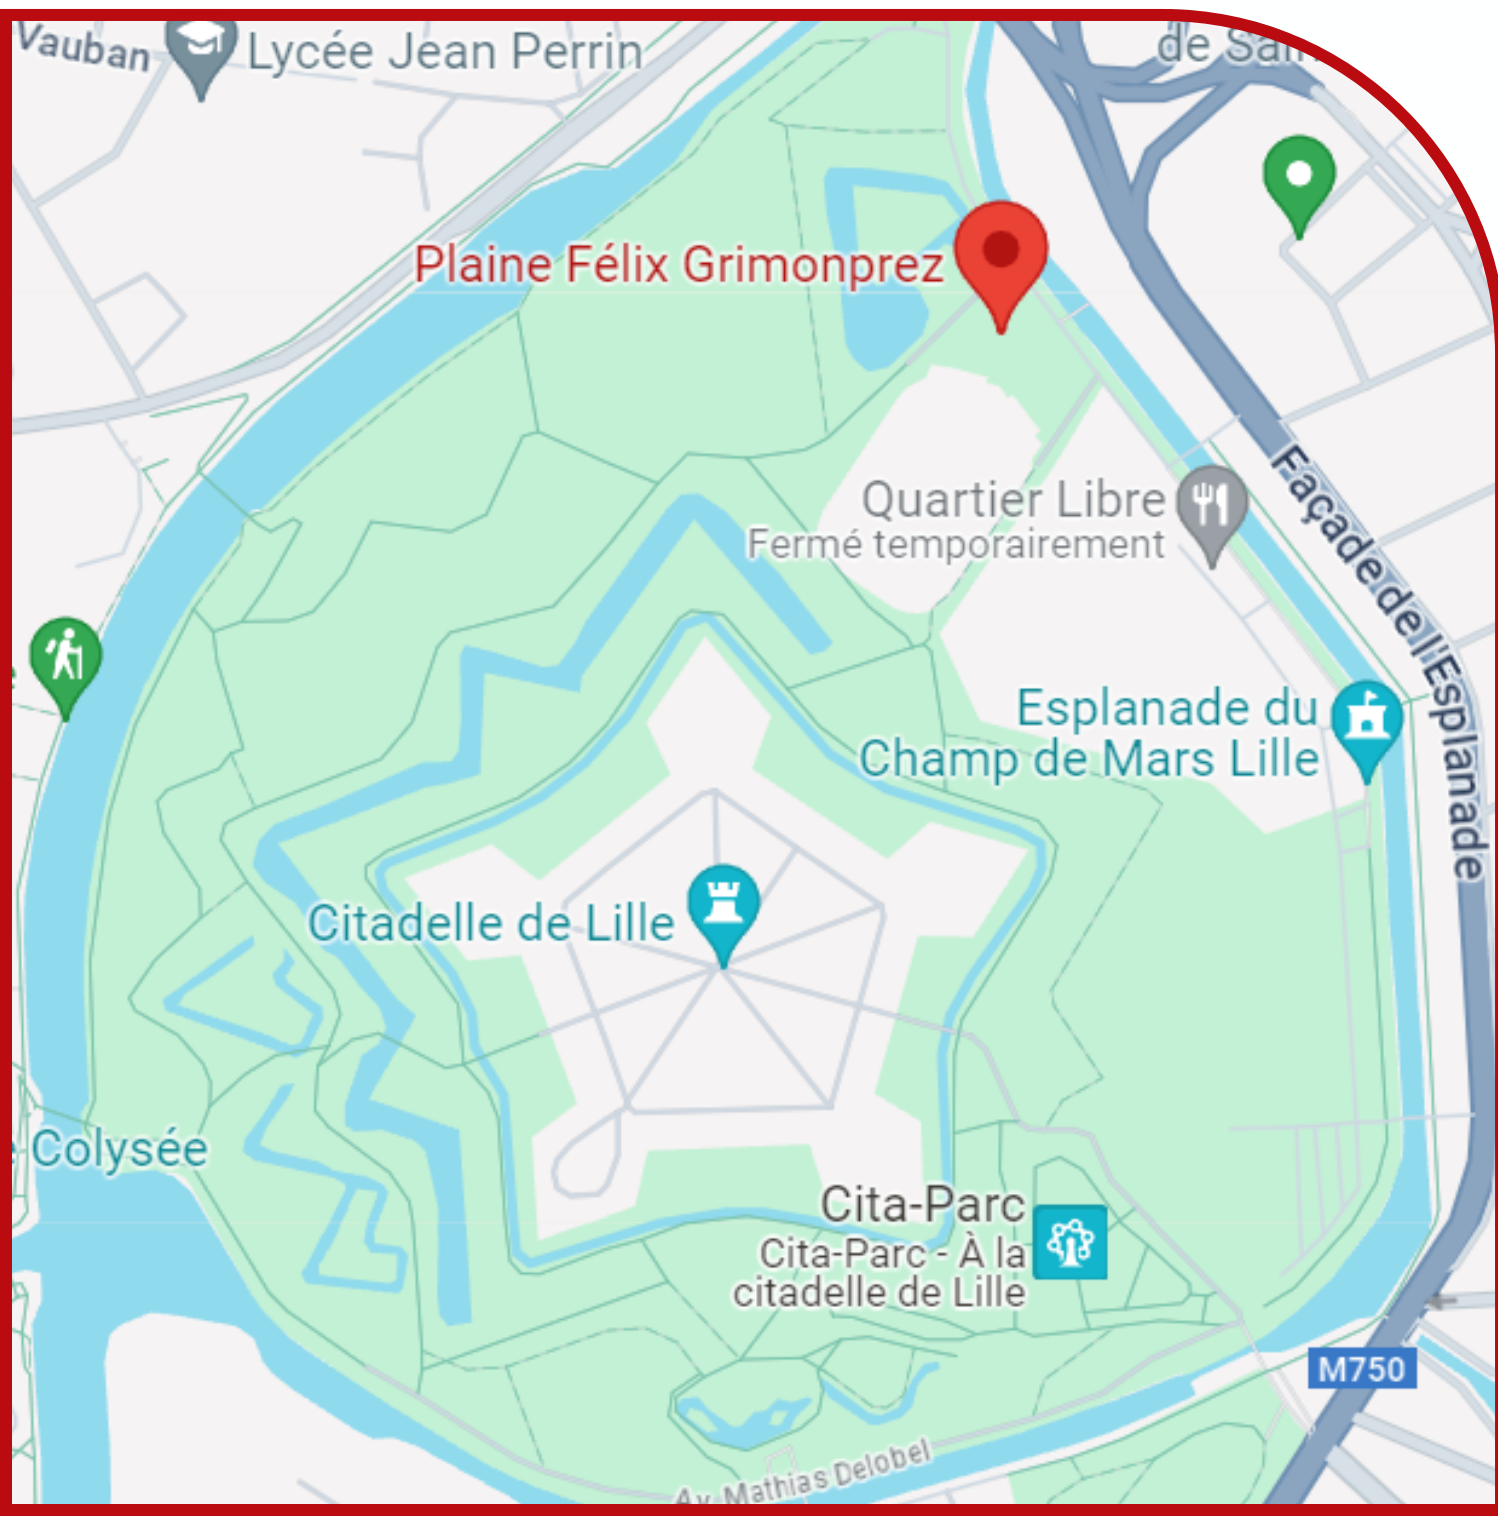 Vauban
Lycée Jean Perrin
de Sain
Plaine Félix Grimonprez
Quartier Libre
Fermé temporairement
Façade de l'Esplanade
Esplanade du
Champ de Mars Lille
Citadelle de Lille
Colysée
Cita-Parc
Cita-Parc - À la
citadelle de Lille
M750
Av. Mathias Delobel